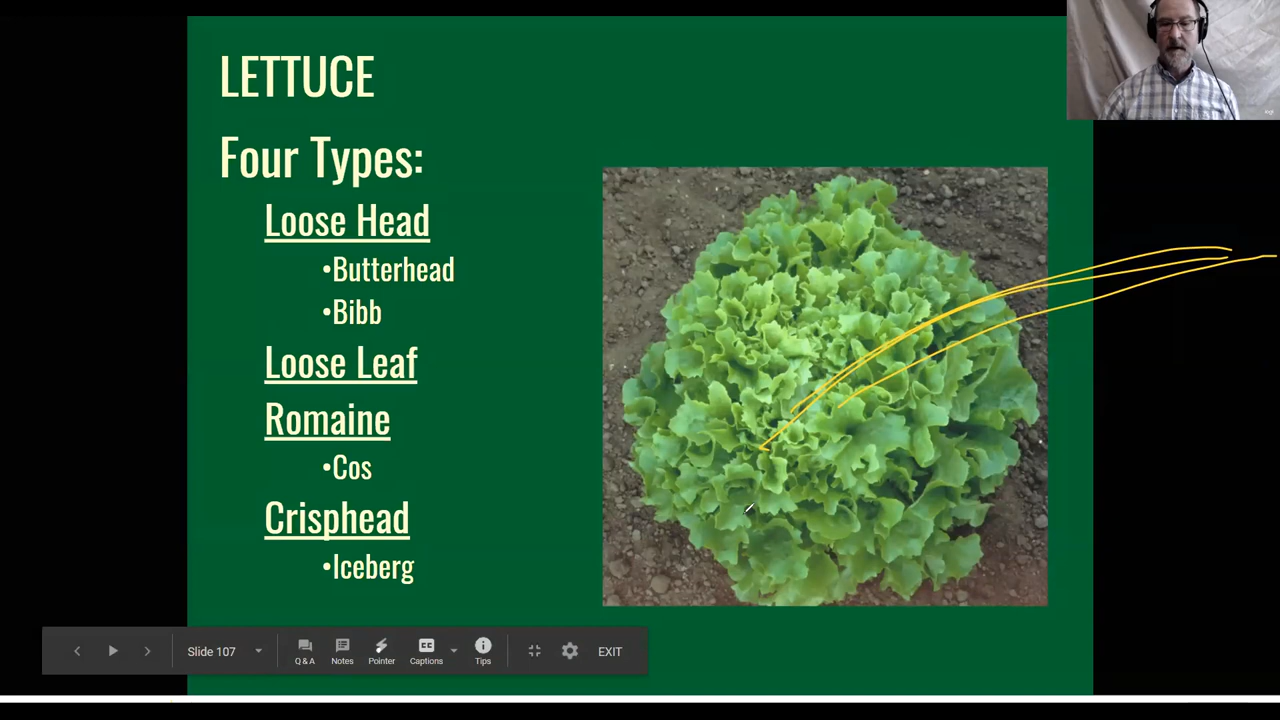 LETTUCE
Four Types:
Loose Head
•Butterhead
•Bibb
Loose Leaf
Romaine
•Cos
Crisphead
•Iceberg
Slide 107
Q & A
Notes
Pointer
CC
Captions
Tips
EXIT